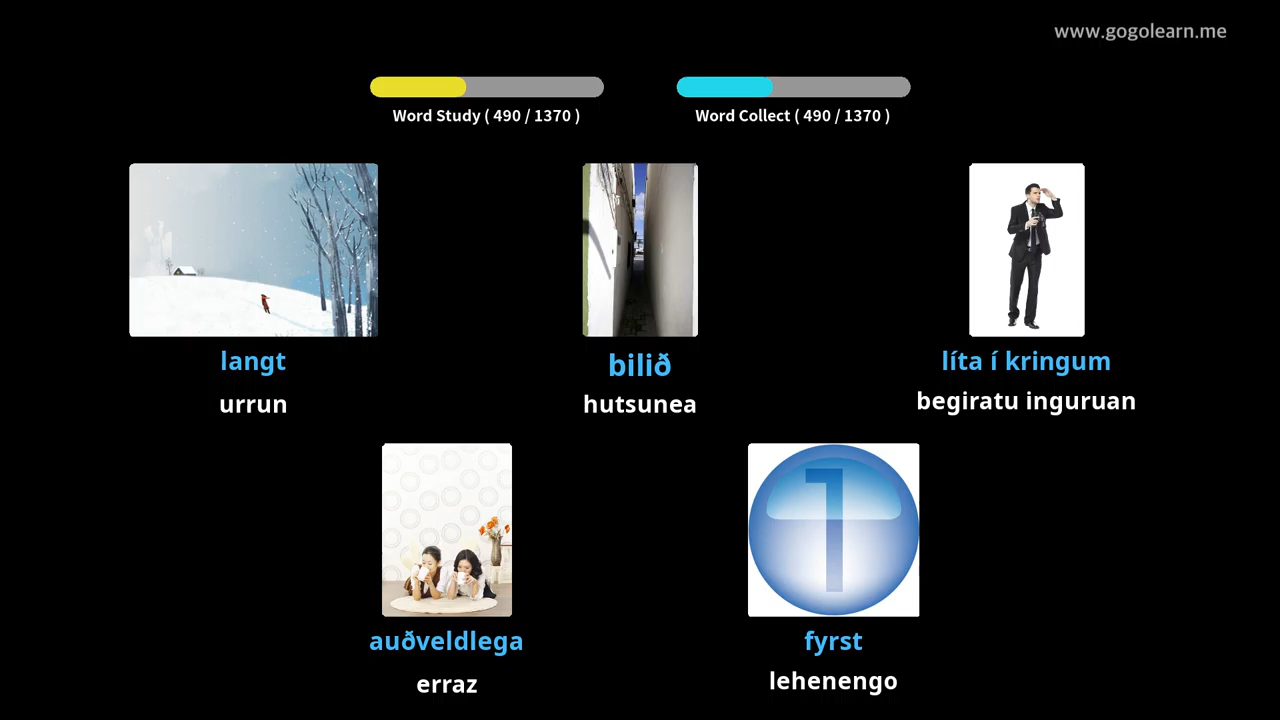 www.gogolearn.me
Word Study ( 490 / 1370 )
Word Collect ( 490 / 1370 )
langt
urrun
bilið
hutsunea
líta í kringum
begiratu inguruan
auðveldlega
erraz
fyrst
lehenengo